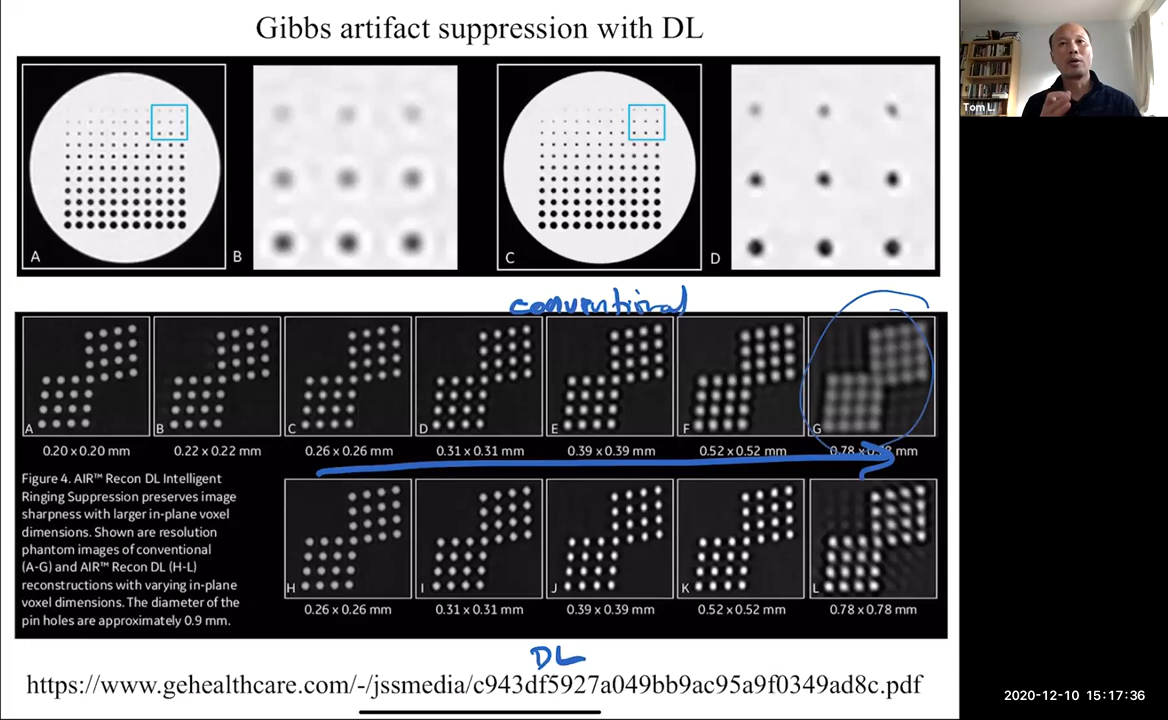 Gibbs artifact suppression with DL
Tom L.
A
B
C
D
conventional
A
B
C
D
E
F
G
0.20 x 0.20 mm
0.22 x 0.22 mm
0.26 x 0.26 mm
0.31 x 0.31 mm
0.39 x 0.39 mm
0.52 x 0.52 mm
0.78 x 0.78 mm
Figure 4. AIR™ Recon DL Intelligent
Ringing Suppression preserves image
sharpness with larger in-plane voxel
dimensions. Shown are resolution
phantom images of conventional
(A-G) and AIR™ Recon DL (H-L)
reconstructions with varying in-plane
voxel dimensions. The diameter of the
pin holes are approximately 0.9 mm.
H
I
J
K
L
0.26 x 0.26 mm
0.31 x 0.31 mm
0.39 x 0.39 mm
0.52 x 0.52 mm
0.78 x 0.78 mm
DL
https://www.gehealthcare.com/-/jssmedia/c943df5927a049bb9ac95a9f0349ad8c.pdf
2020-12-10 15:17:36